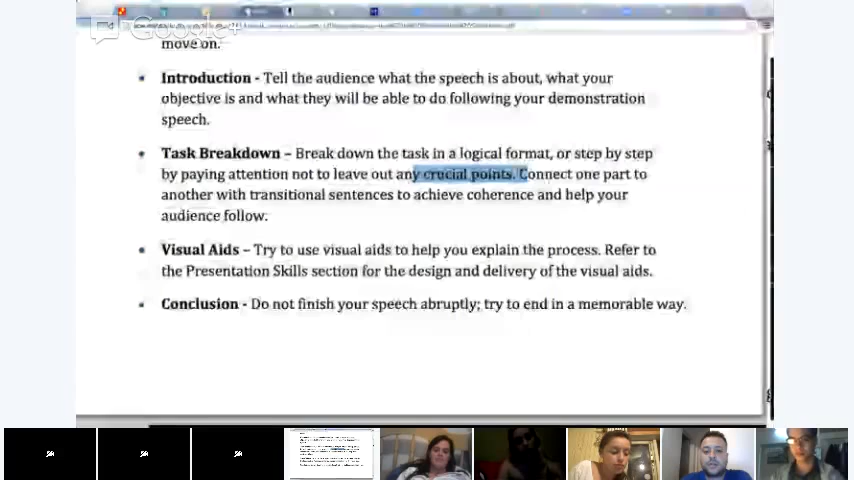 Google+
move on.
Introduction - Tell the audience what the speech is about, what your
objective is and what they will be able to do following your demonstration
speech.
Task Breakdown – Break down the task in a logical format, or step by step
by paying attention not to leave out any crucial points. Connect one part to
another with transitional sentences to achieve coherence and help your
audience follow.
Visual Aids – Try to use visual aids to help you explain the process. Refer to
the Presentation Skills section for the design and delivery of the visual aids.
Conclusion - Do not finish your speech abruptly; try to end in a memorable way.